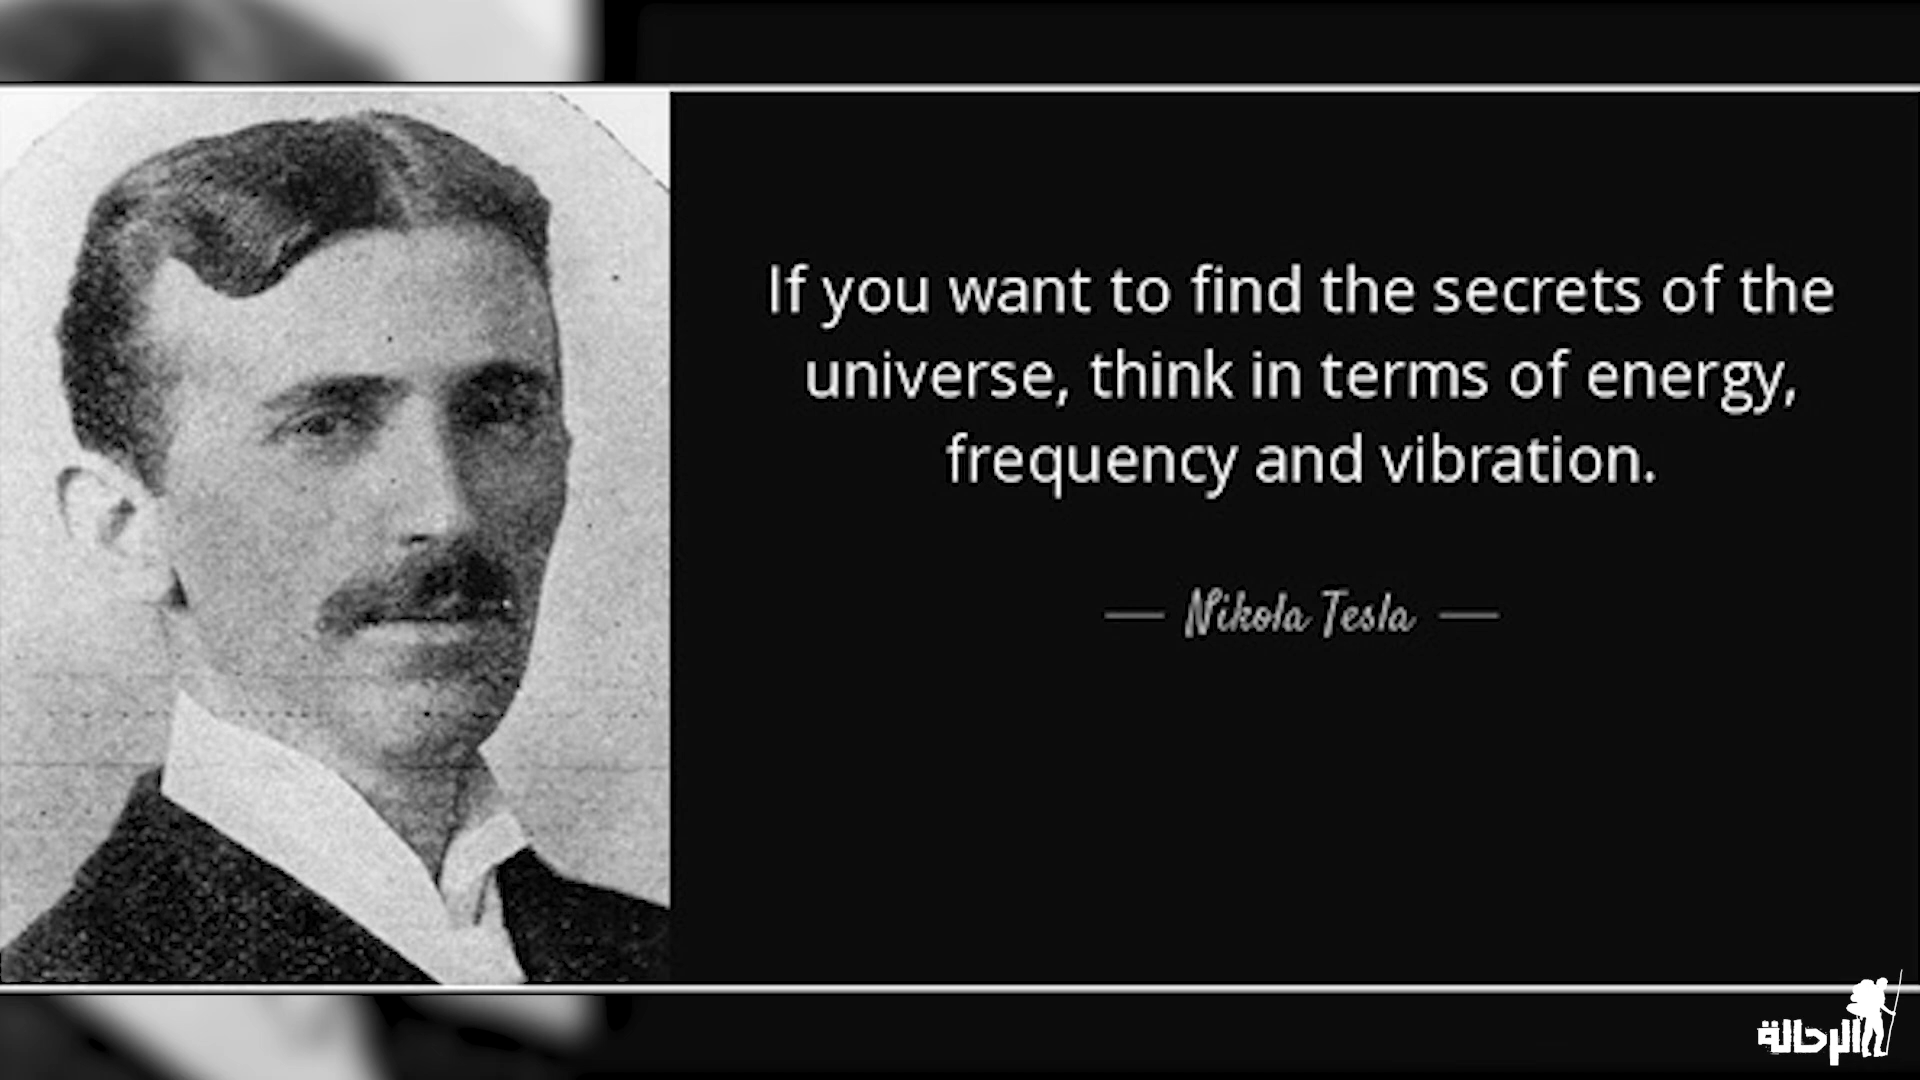 If you want to find the secrets of the
universe, think in terms of energy,
frequency and vibration.
— Nikola Tesla —
الرحالة